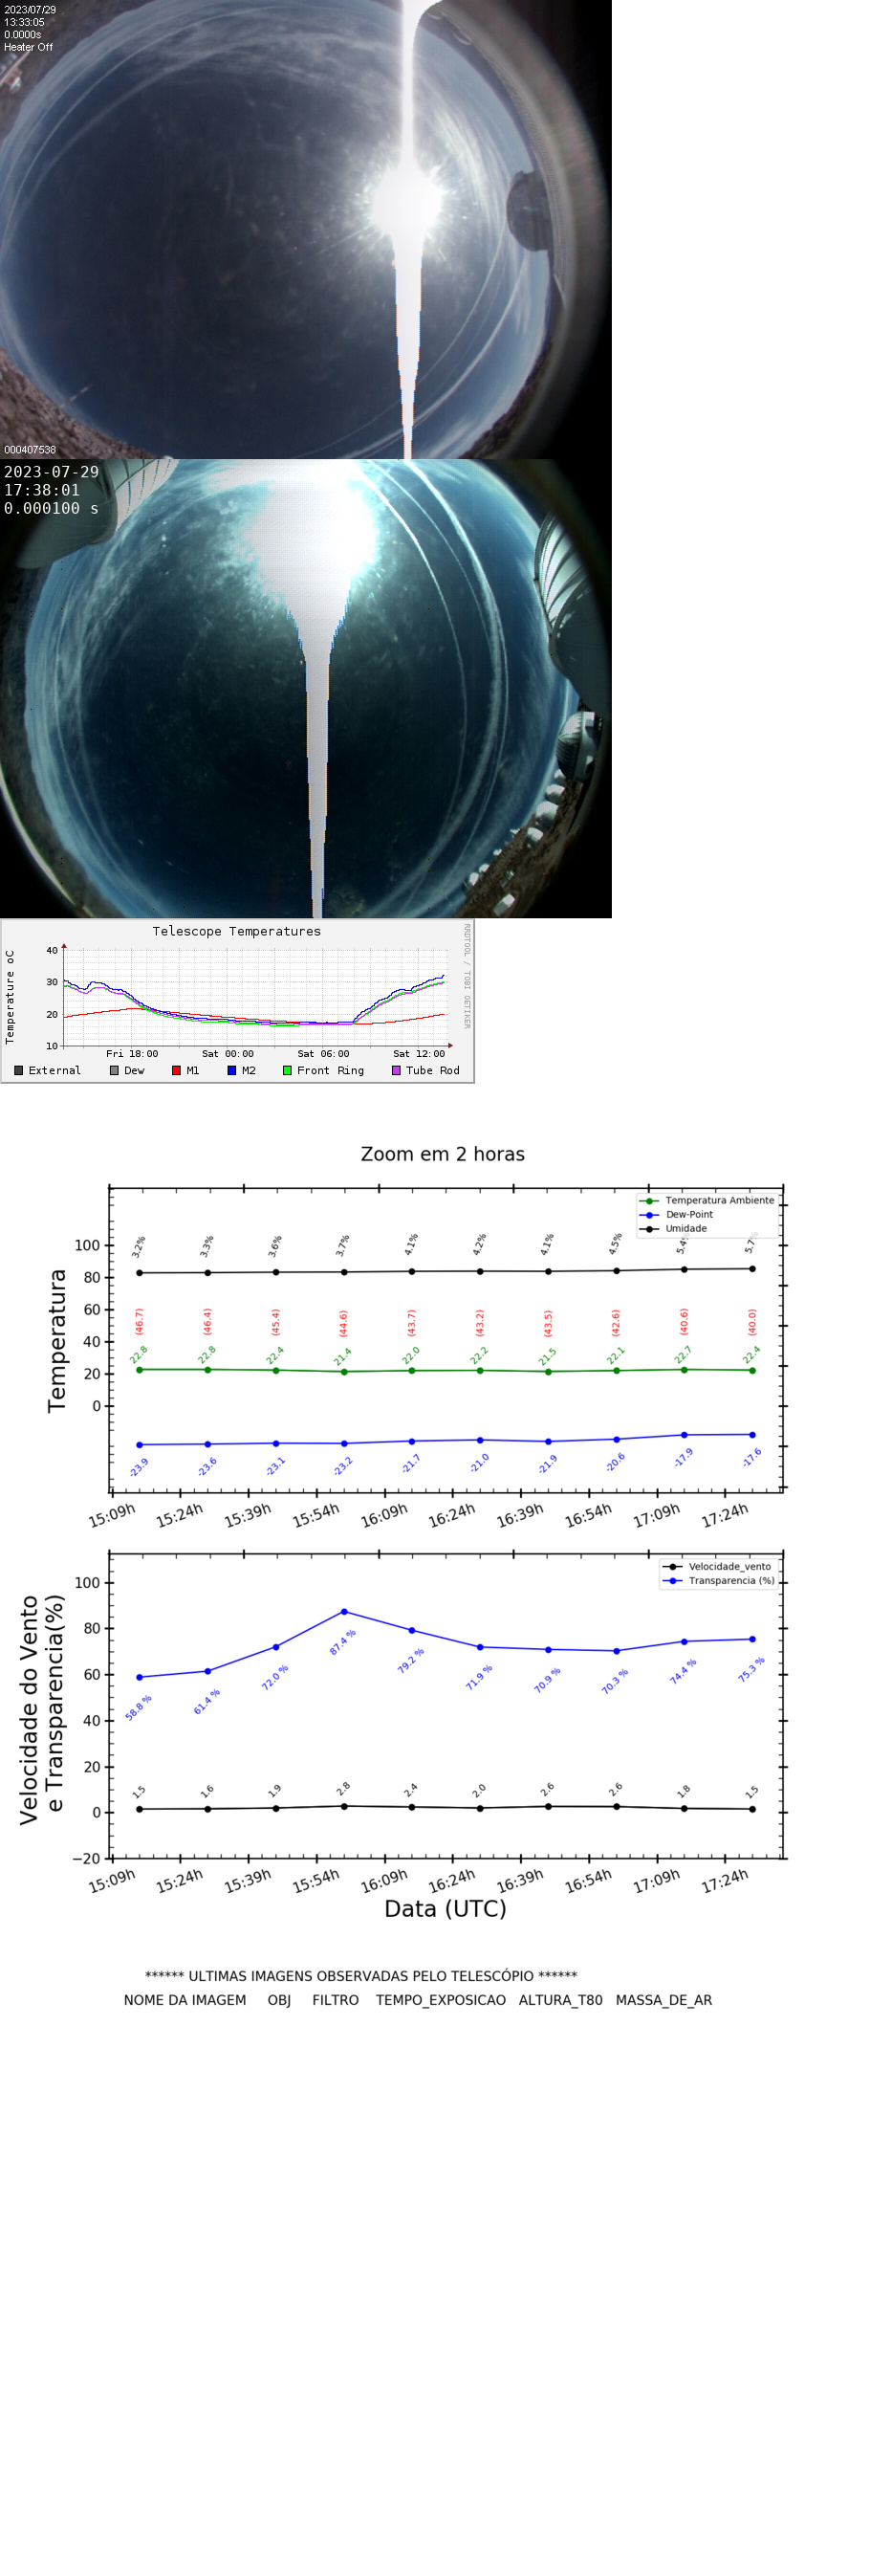 2023/07/29
13:33:05
0.0000s
Heater Off
000407538
2023-07-29
17:38:01
0.000100 s
Telescope Temperatures
RRDTOOL / TOBI OETIKER
Temperature oC
40
30
20
10
Fri 18:00 Sat 00:00 Sat 06:00 Sat 12:00
External Dew M1 M2 Front Ring Tube Rod
Zoom em 2 horas
Temperatura Ambiente
Dew-Point
Umidade
Temperatura
100
80
60
40
20
0
3.2% 3.3% 3.6% 3.7% 4.1% 4.2% 4.1% 4.5% 5.4% 5.7%
(46.7) (46.4) (45.4) (44.6) (43.7) (43.2) (43.5) (42.6) (40.6) (40.0)
22.8 22.8 22.4 21.4 22.0 22.2 21.5 22.1 22.7 22.4
-23.9 -23.6 -23.1 -23.2 -21.7 -21.0 -21.9 -20.6 -17.9 -17.6
15:09h 15:24h 15:39h 15:54h 16:09h 16:24h 16:39h 16:54h 17:09h 17:24h
Velocidade_vento
Transparencia (%)
Velocidade do Vento
e Transparencia(%)
100
80
60
40
20
0
−20
58.8 % 61.4 % 72.0 % 87.4 % 79.2 % 71.9 % 70.9 % 70.3 % 74.4 % 75.3 %
1.5 1.6 1.9 2.8 2.4 2.0 2.6 2.6 1.8 1.5
15:09h 15:24h 15:39h 15:54h 16:09h 16:24h 16:39h 16:54h 17:09h 17:24h
Data (UTC)
****** ULTIMAS IMAGENS OBSERVADAS PELO TELESCÓPIO ******
NOME DA IMAGEM OBJ FILTRO TEMPO_EXPOSICAO ALTURA_T80 MASSA_DE_AR